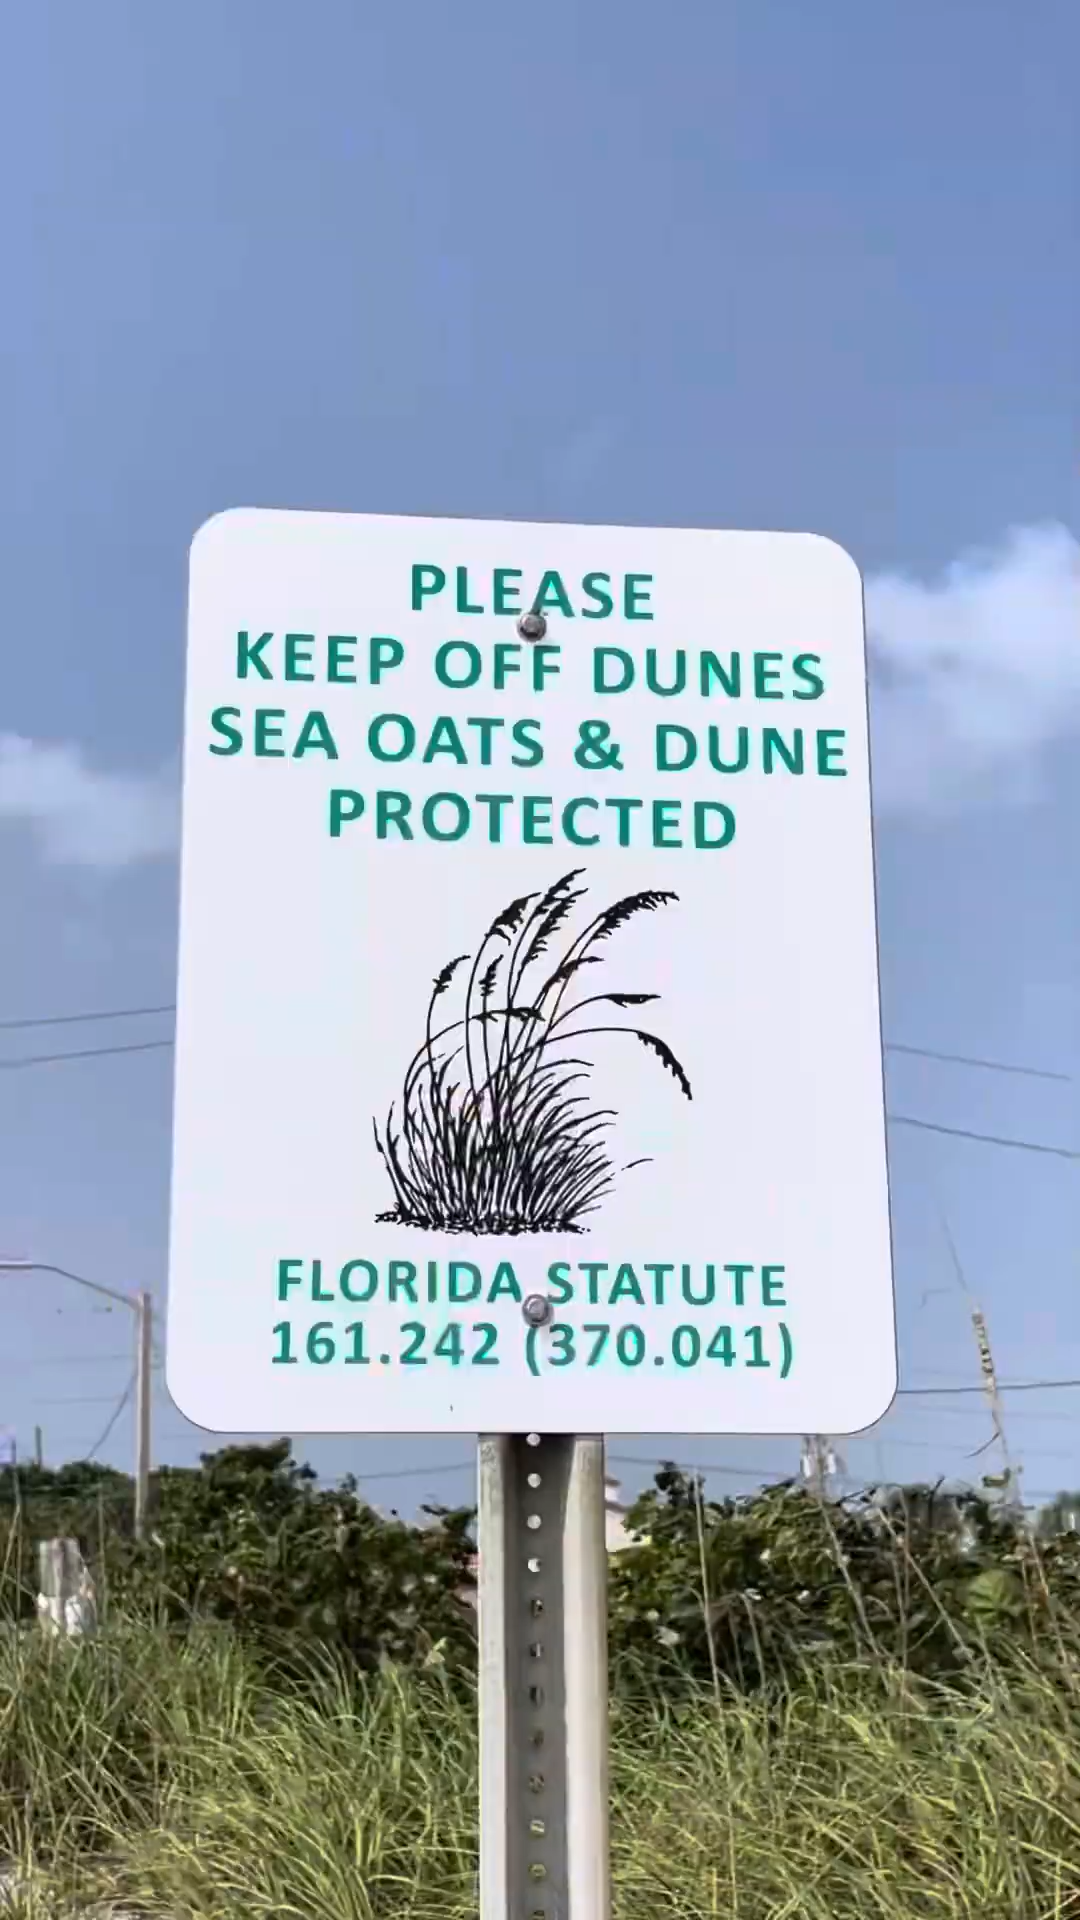 PLEASE
KEEP OFF DUNES
SEA OATS & DUNE
PROTECTED
FLORIDA STATUTE
161.242 (370.041)